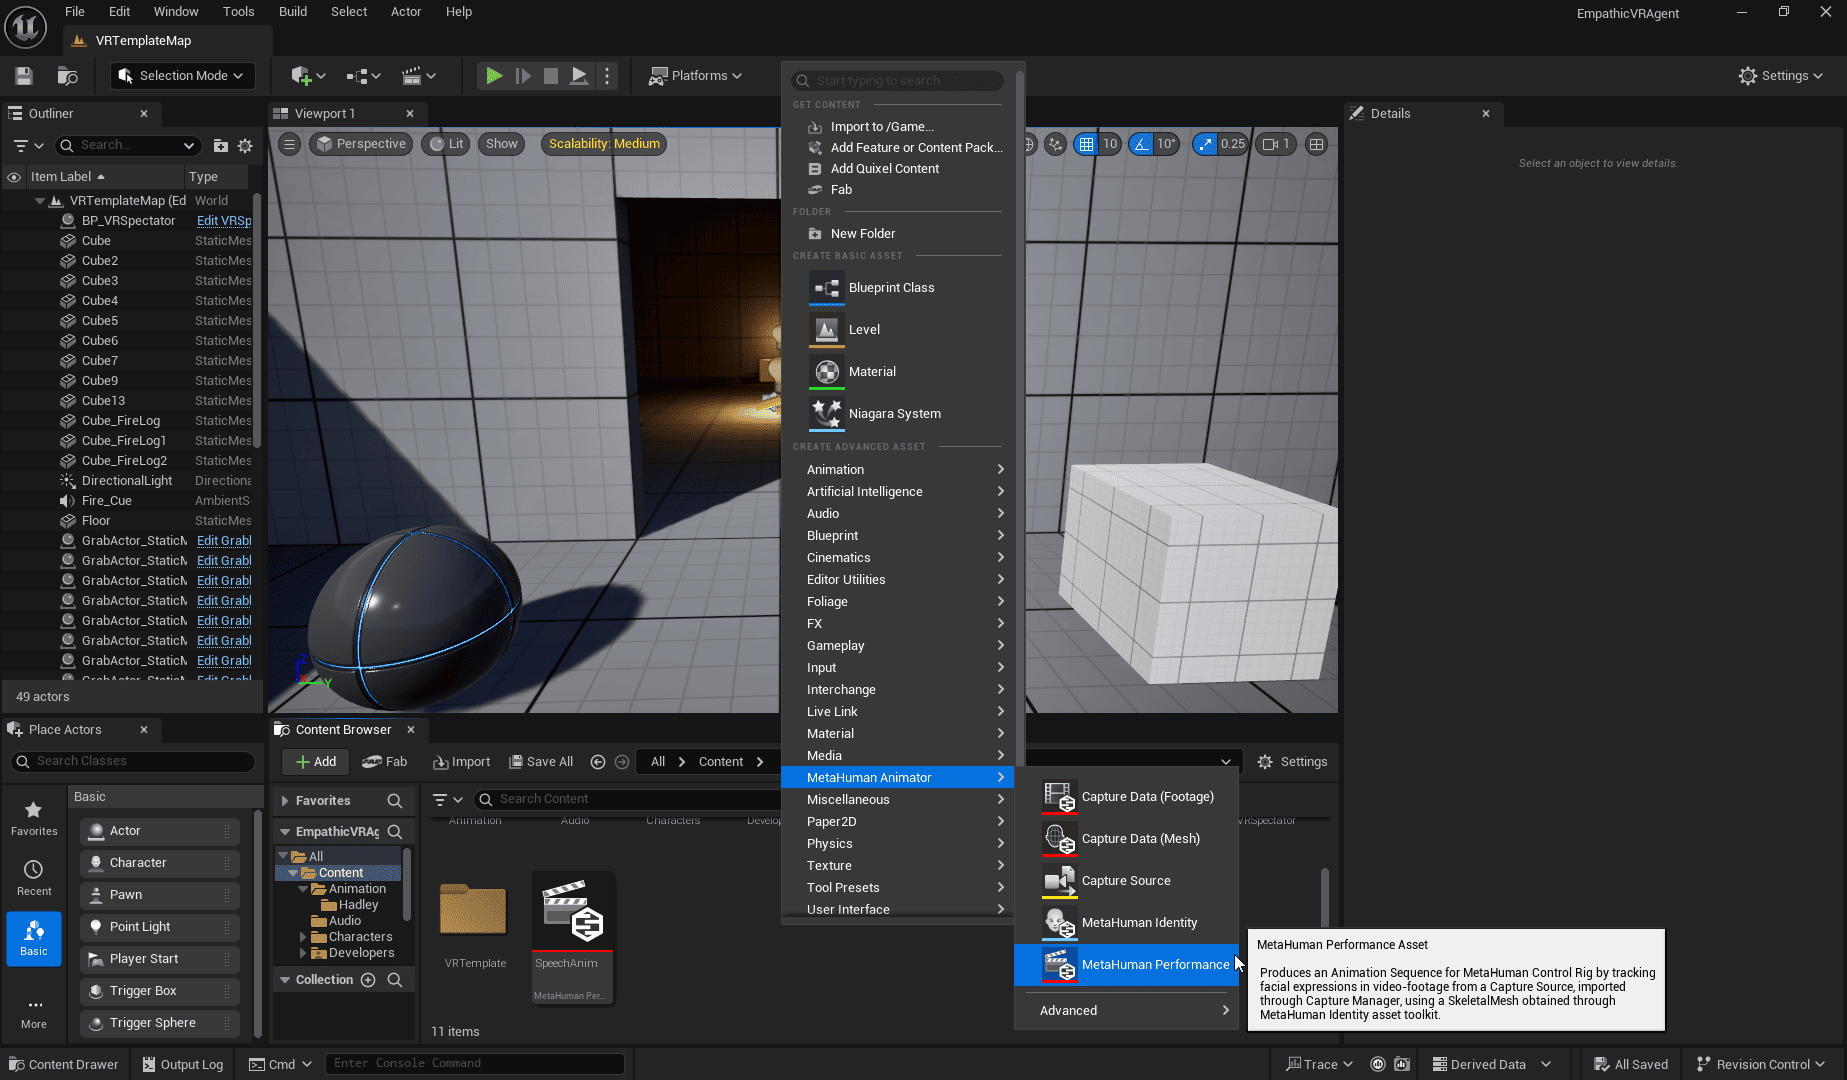 File Edit Window Tools Build Select Actor Help
EmpathicVRAgent
VRTemplateMap
Selection Mode
Platforms
Settings
Outliner
Search...
Item Label
Type
VRTemplateMap (Ed World
BP_VRSpectator Edit VRSp
Cube StaticMes
Cube2 StaticMes
Cube3 StaticMes
Cube4 StaticMes
Cube5 StaticMes
Cube6 StaticMes
Cube7 StaticMes
Cube9 StaticMes
Cube13 StaticMes
Cube_FireLog StaticMes
Cube_FireLog1 StaticMes
Cube_FireLog2 StaticMes
DirectionalLight Directiona
Fire_Cue AmbientS
Floor StaticMes
GrabActor_StaticM Edit Grabl
GrabActor_StaticM Edit Grabl
GrabActor_StaticM Edit Grabl
GrabActor_StaticM Edit Grabl
GrabActor_StaticM Edit Grabl
GrabActor_StaticM Edit Grabl
GrabActor_StaticM Edit Grabl
49 actors
Viewport 1
Perspective
Lit
Show
Scalability: Medium
10
10°
0.25
1
Z
Y
Start typing to search
GET CONTENT
Import to /Game...
Add Feature or Content Pack...
Add Quixel Content
Fab
FOLDER
New Folder
CREATE BASIC ASSET
Blueprint Class
Level
Material
Niagara System
CREATE ADVANCED ASSET
Animation
Artificial Intelligence
Audio
Blueprint
Cinematics
Editor Utilities
Foliage
FX
Gameplay
Input
Interchange
Live Link
Material
Media
MetaHuman Animator
Miscellaneous
Paper2D
Physics
Texture
Tool Presets
User Interface
Capture Data (Footage)
Capture Data (Mesh)
Capture Source
MetaHuman Identity
MetaHuman Performance
Advanced
MetaHuman Performance Asset
Produces an Animation Sequence for MetaHuman Control Rig by tracking
facial expressions in video-footage from a Capture Source, imported
through Capture Manager, using a SkeletalMesh obtained through
MetaHuman Identity asset toolkit.
Details
Select an object to view details.
Place Actors
Search Classes
Favorites
Recent
Basic
More
Basic
Actor
Character
Pawn
Point Light
Player Start
Trigger Box
Trigger Sphere
Content Browser
Add
Fab
Import
Save All
All
Content
Settings
Favorites
EmpathicVRAg
All
Content
Animation
Hadley
Audio
Characters
Developers
Collection
Search Content
Animation Audio Characters Develop VRSpectator
VRTemplate
SpeechAnim
MetaHuman Per...
11 items
Content Drawer
Output Log
Cmd
Enter Console Command
Trace
Derived Data
All Saved
Revision Control